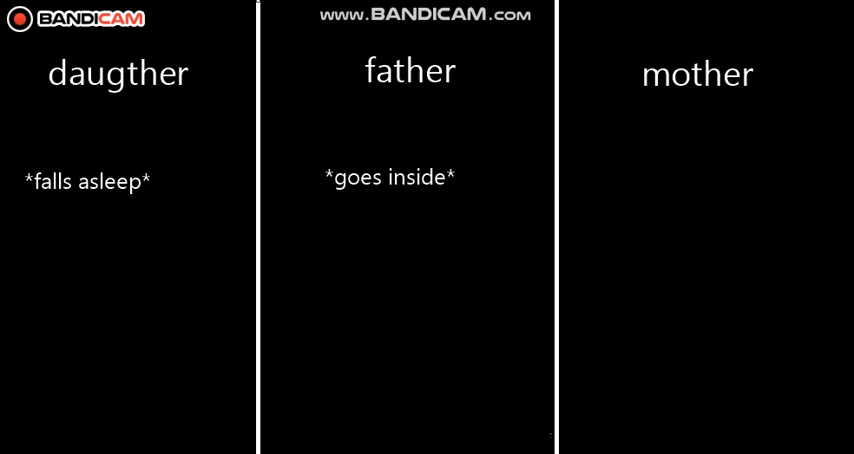 BANDICAM
www.BANDICAM.com
daugther
father
mother
*falls asleep*
*goes inside*